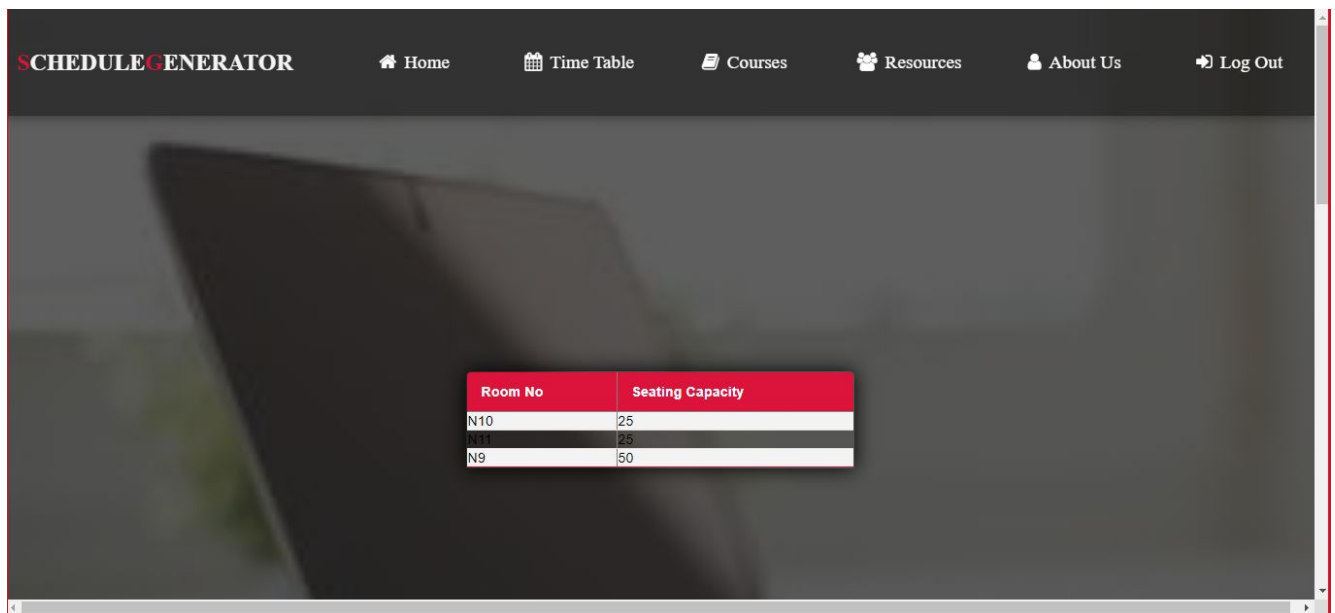 SCHEDULEGENERATOR Home Time Table Courses Resources About Us Log Out
Room No Seating Capacity
N10 25
N11 25
N9 50